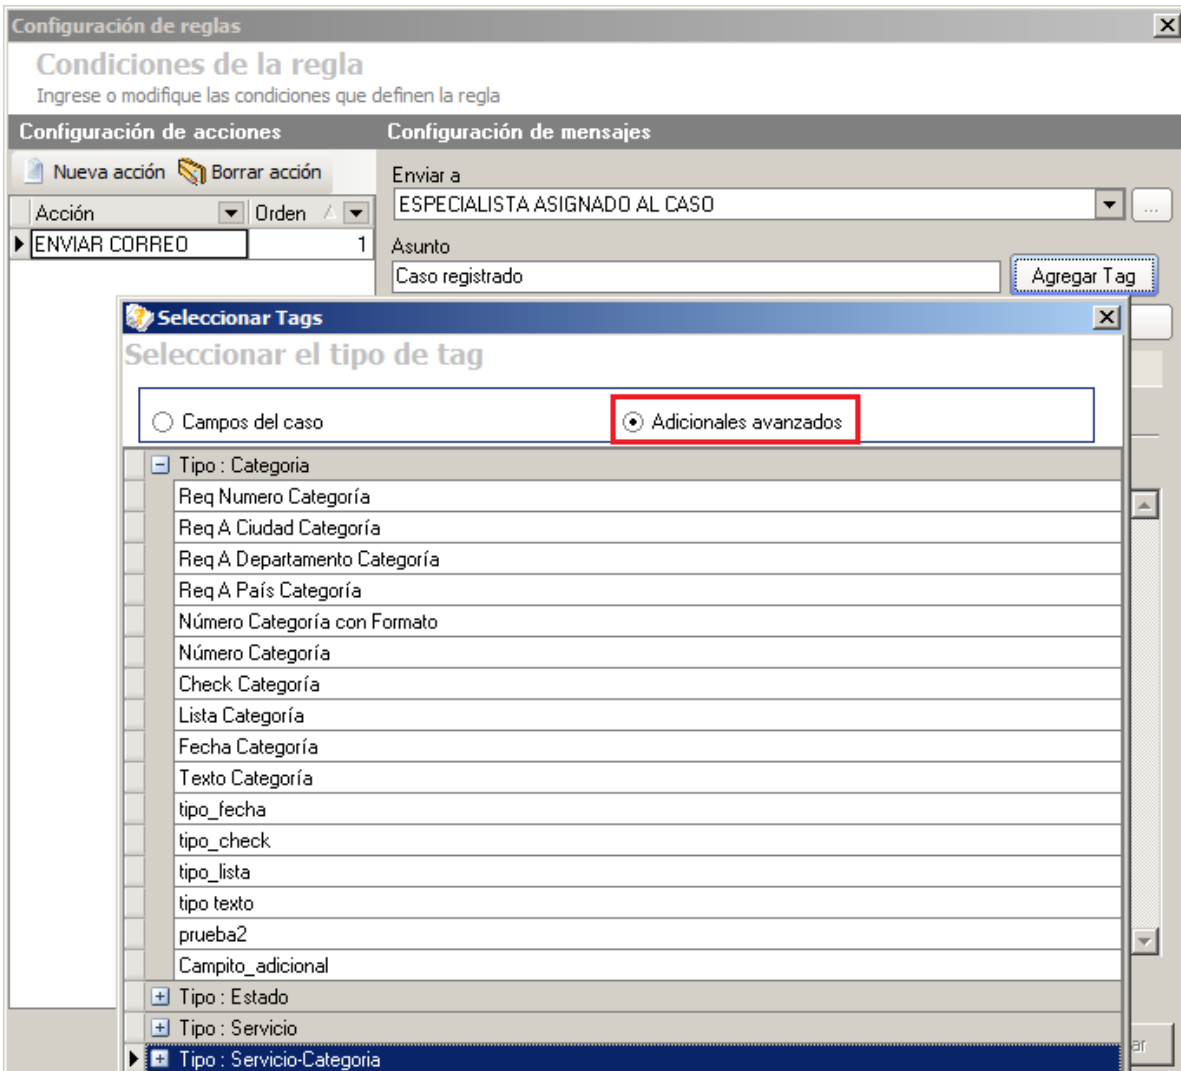 Configuración de reglas
Condiciones de la regla
Ingrese o modifique las condiciones que definen la regla
Configuración de acciones
Configuración de mensajes
Nueva acción
Borrar acción
Enviar a
ESPECIALISTA ASIGNADO AL CASO
...
Acción
Orden
ENVIAR CORREO
1
Asunto
Caso registrado
Agregar Tag
Seleccionar Tags
Seleccionar el tipo de tag
Campos del caso
Adicionales avanzados
Tipo : Categoria
Req Numero Categoría
Req A Ciudad Categoría
Req A Departamento Categoría
Req A País Categoría
Número Categoría con Formato
Número Categoría
Check Categoría
Lista Categoría
Fecha Categoría
Texto Categoría
tipo_fecha
tipo_check
tipo_lista
tipo texto
prueba2
Campito_adicional
Tipo : Estado
Tipo : Servicio
Tipo : Servicio-Categoria
ar